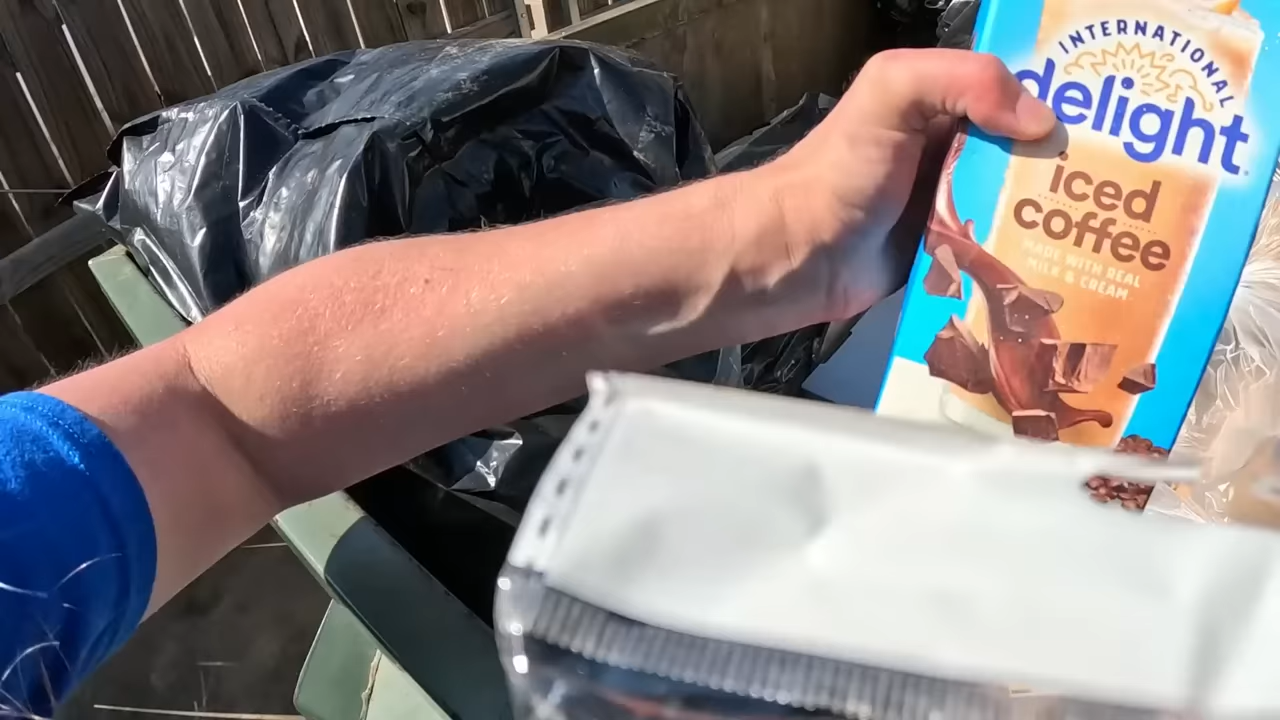 INTERNATIONAL
delight
iced
coffee
MADE WITH REAL
MILK & CREAM